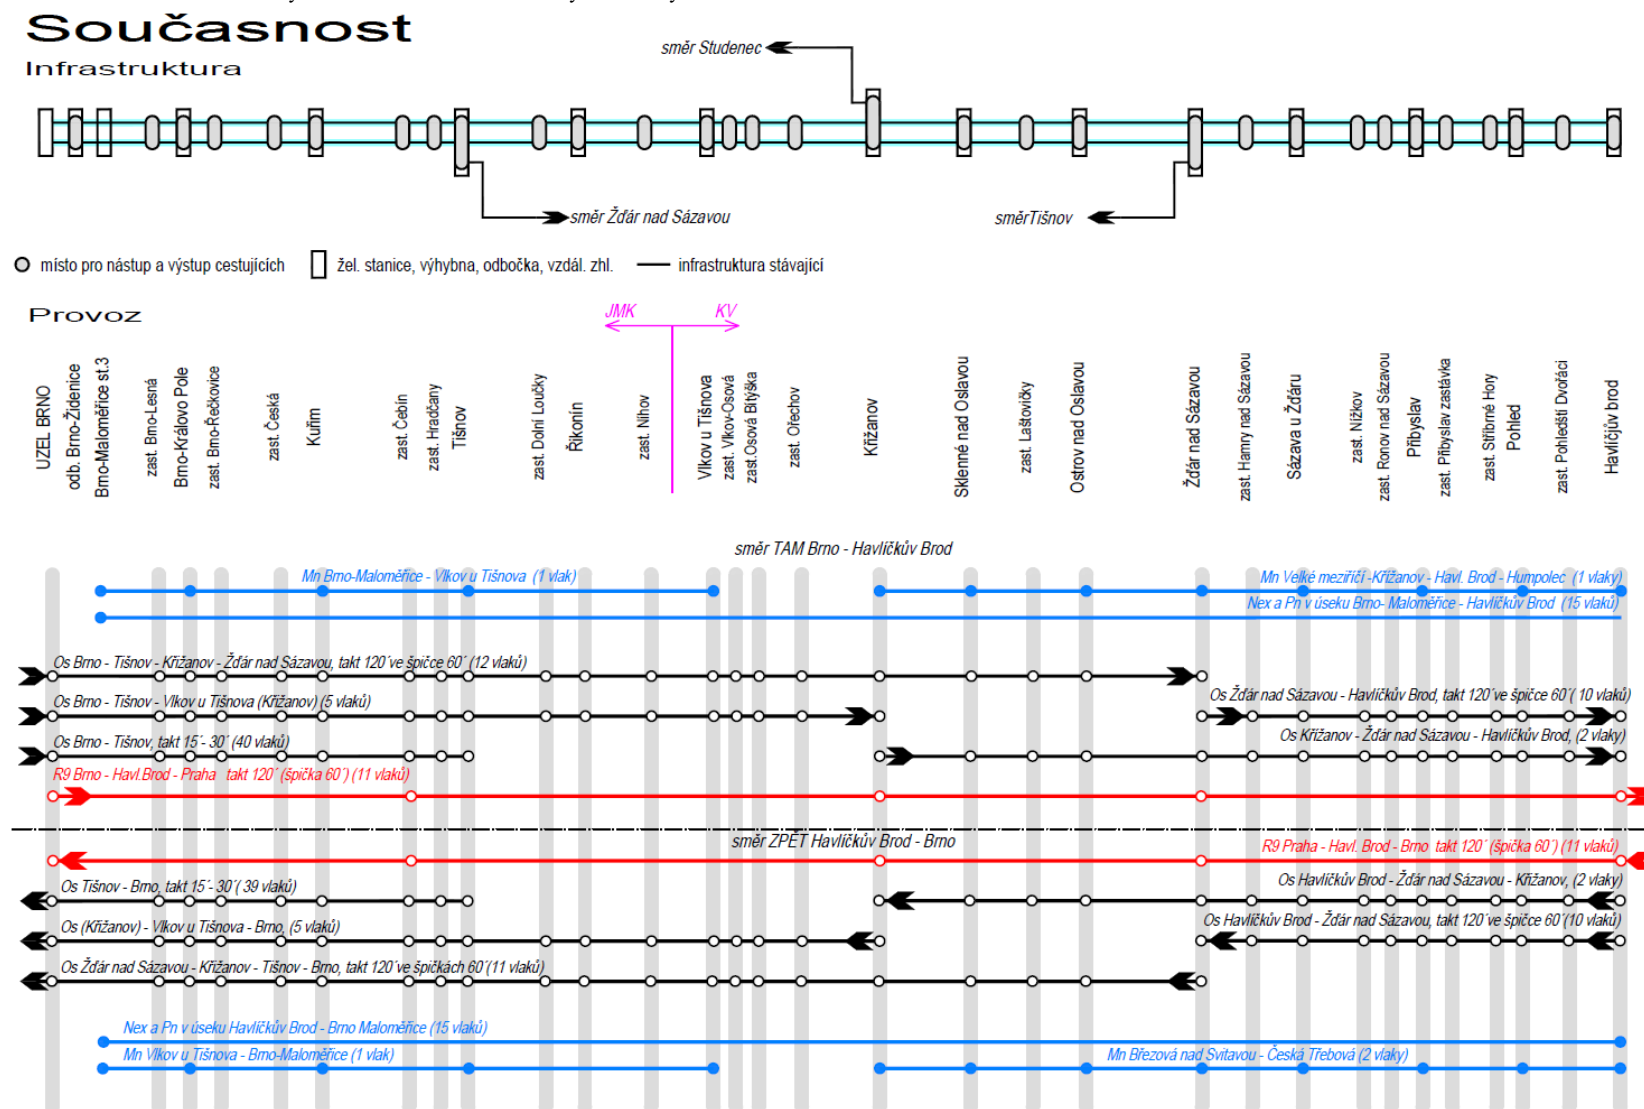 Současnost
Infrastruktura
směr Studenec
směr Žďár nad Sázavou
směrTišnov
místo pro nástup a výstup cestujících
žel. stanice, výhybna, odbočka, vzdál. zhl.
infrastruktura stávající
Provoz
JMK
KV
UZEL BRNO
odb. Brno-Židenice
Brno-Maloměřice st.3
zast. Brno-Lesná
Brno-Královo Pole
zast. Brno-Řečkovice
zast. Česká
Kuřim
zast. Čebín
zast. Hradčany
Tišnov
zast. Dolní Loučky
Řikonín
zast. Níhov
Vlkov u Tišnova
zast. Vlkov-Osová
zast.Osová Bitýška
zast. Ořechov
Křižanov
Sklenné nad Oslavou
zast. Laštovičky
Ostrov nad Oslavou
Žďár nad Sázavou
zast. Hamry nad Sázavou
Sázava u Žďáru
zast. Nížkov
zast. Ronov nad Sázavou
Přibyslav
zast. Přibyslav zastávka
zast. Stříbrné Hory
Pohled
zast. Pohledští Dvořáci
Havlíčjův brod
směr TAM Brno - Havlíčkův Brod
Mn Brno-Maloměřice - Vlkov u Tišnova (1 vlak)
Mn Velké meziříčí -Křižanov - Havl. Brod - Humpolec (1 vlaky)
Nex a Pn v úseku Brno- Maloměřice - Havlíčkův Brod (15 vlaků)
Os Brno - Tišnov - Křižanov - Žďár nad Sázavou, takt 120´ve špičce 60´ (12 vlaků)
Os Brno - Tišnov - Vlkov u Tišnova (Křižanov) (5 vlaků)
Os Žďár nad Sázavou - Havlíčkův Brod, takt 120´ve špičce 60´( 10 vlaků)
Os Brno - Tišnov, takt 15´- 30´ (40 vlaků)
Os Křižanov - Žďár nad Sázavou - Havlíčkův Brod, (2 vlaky)
R9 Brno - Havl.Brod - Praha takt 120´ (špička 60´) (11 vlaků)
směr ZPĚT Havlíčkův Brod - Brno
R9 Praha - Havl. Brod - Brno takt 120´ (špička 60´) (11 vlaků)
Os Tišnov - Brno, takt 15´- 30´( 39 vlaků)
Os Havlíčkův Brod - Žďár nad Sázavou - Křižanov, (2 vlaky)
Os (Křižanov) - Vlkov u Tišnova - Brno, (5 vlaků)
Os Havlíčkův Brod - Žďár nad Sázavou, takt 120´ve špičce 60´(10 vlaků)
Os Žďár nad Sázavou - Křižanov - Tišnov - Brno, takt 120´ve špičkách 60´(11 vlaků)
Nex a Pn v úseku Havlíčkův Brod - Brno Maloměřice (15 vlaků)
Mn Vlkov u Tišnova - Brno-Maloměřice (1 vlak)
Mn Březová nad Svitavou - Česká Třebová (2 vlaky)